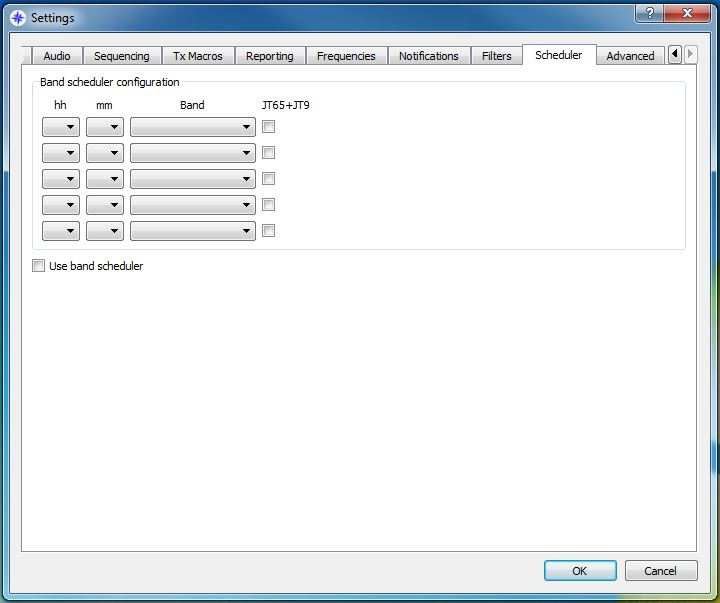 Settings
Audio Sequencing Tx Macros Reporting Frequencies Notifications Filters Scheduler Advanced
Band scheduler configuration
hh mm Band JT65+JT9
Use band scheduler
OK Cancel